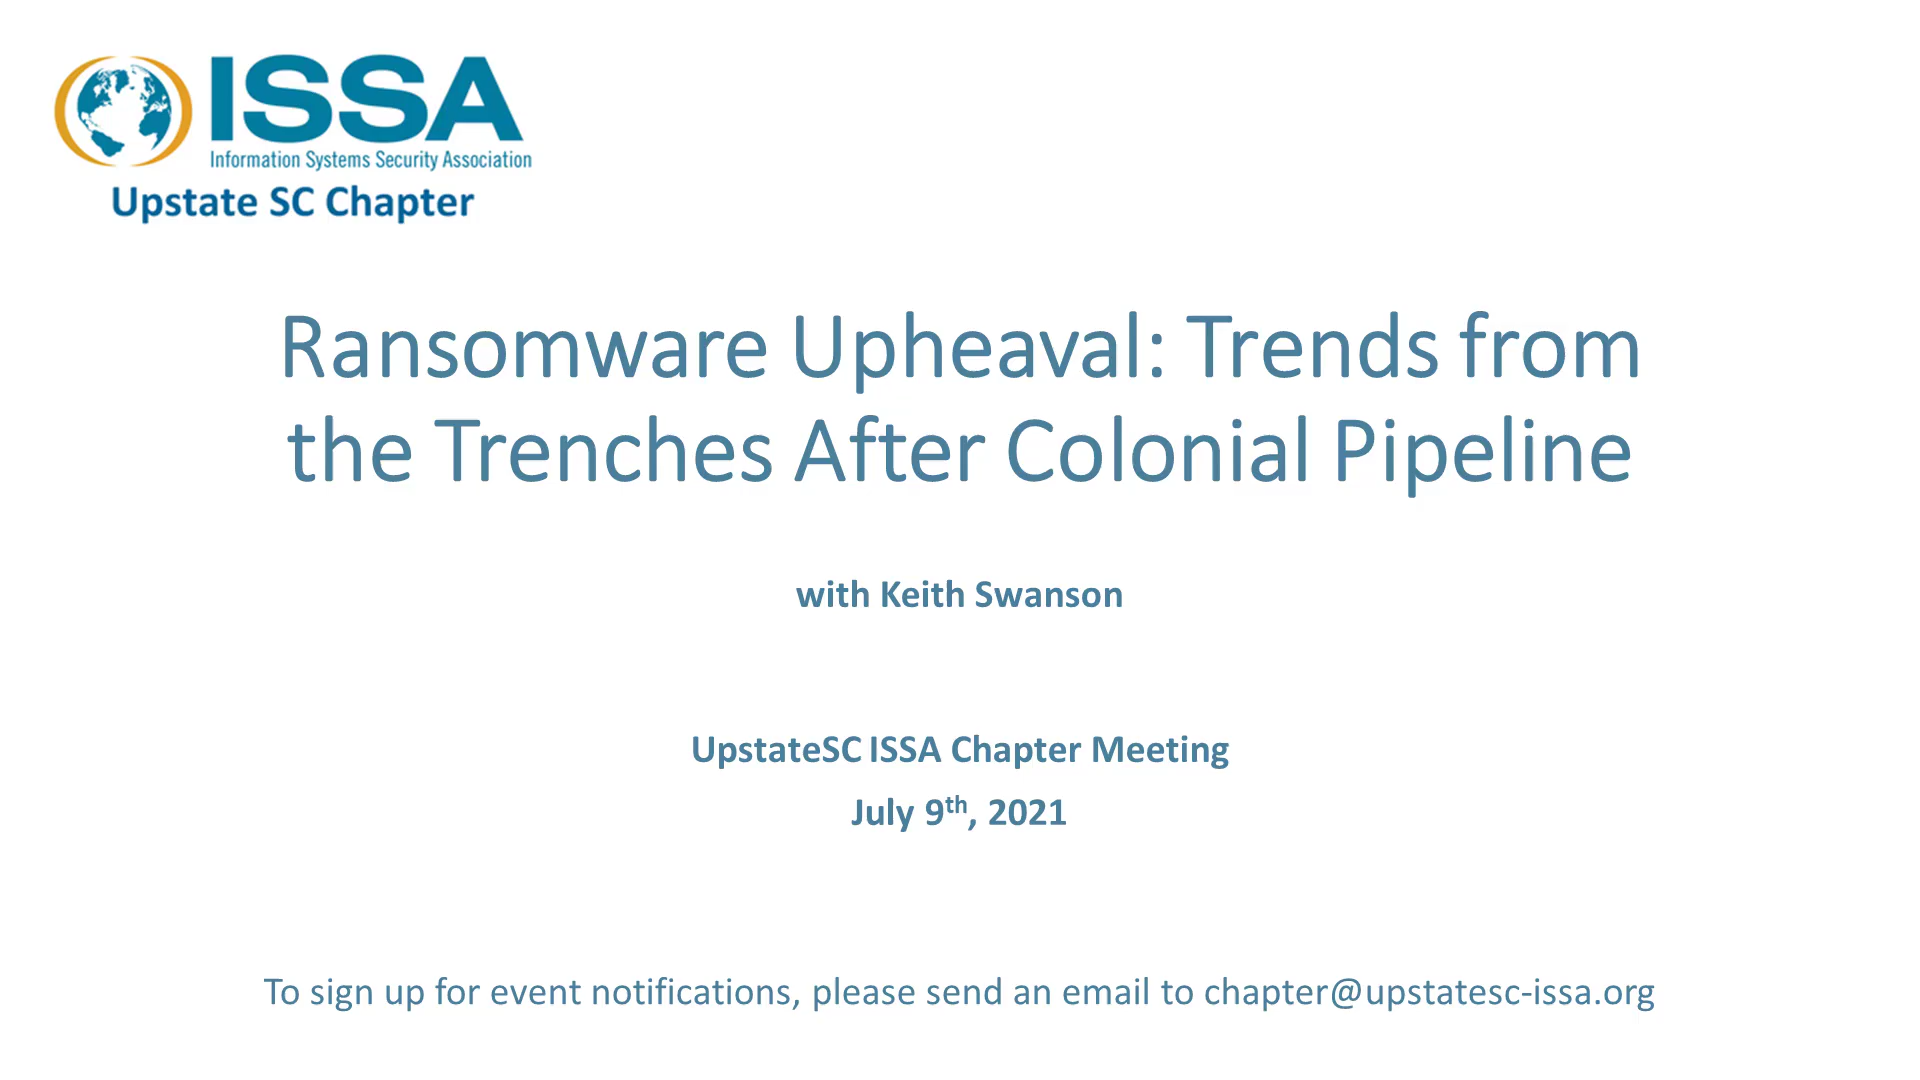 ISSA
Information Systems Security Association
Upstate SC Chapter
Ransomware Upheaval: Trends from
the Trenches After Colonial Pipeline
with Keith Swanson
UpstateSC ISSA Chapter Meeting
July 9th, 2021
To sign up for event notifications, please send an email to chapter@upstatesc-issa.org